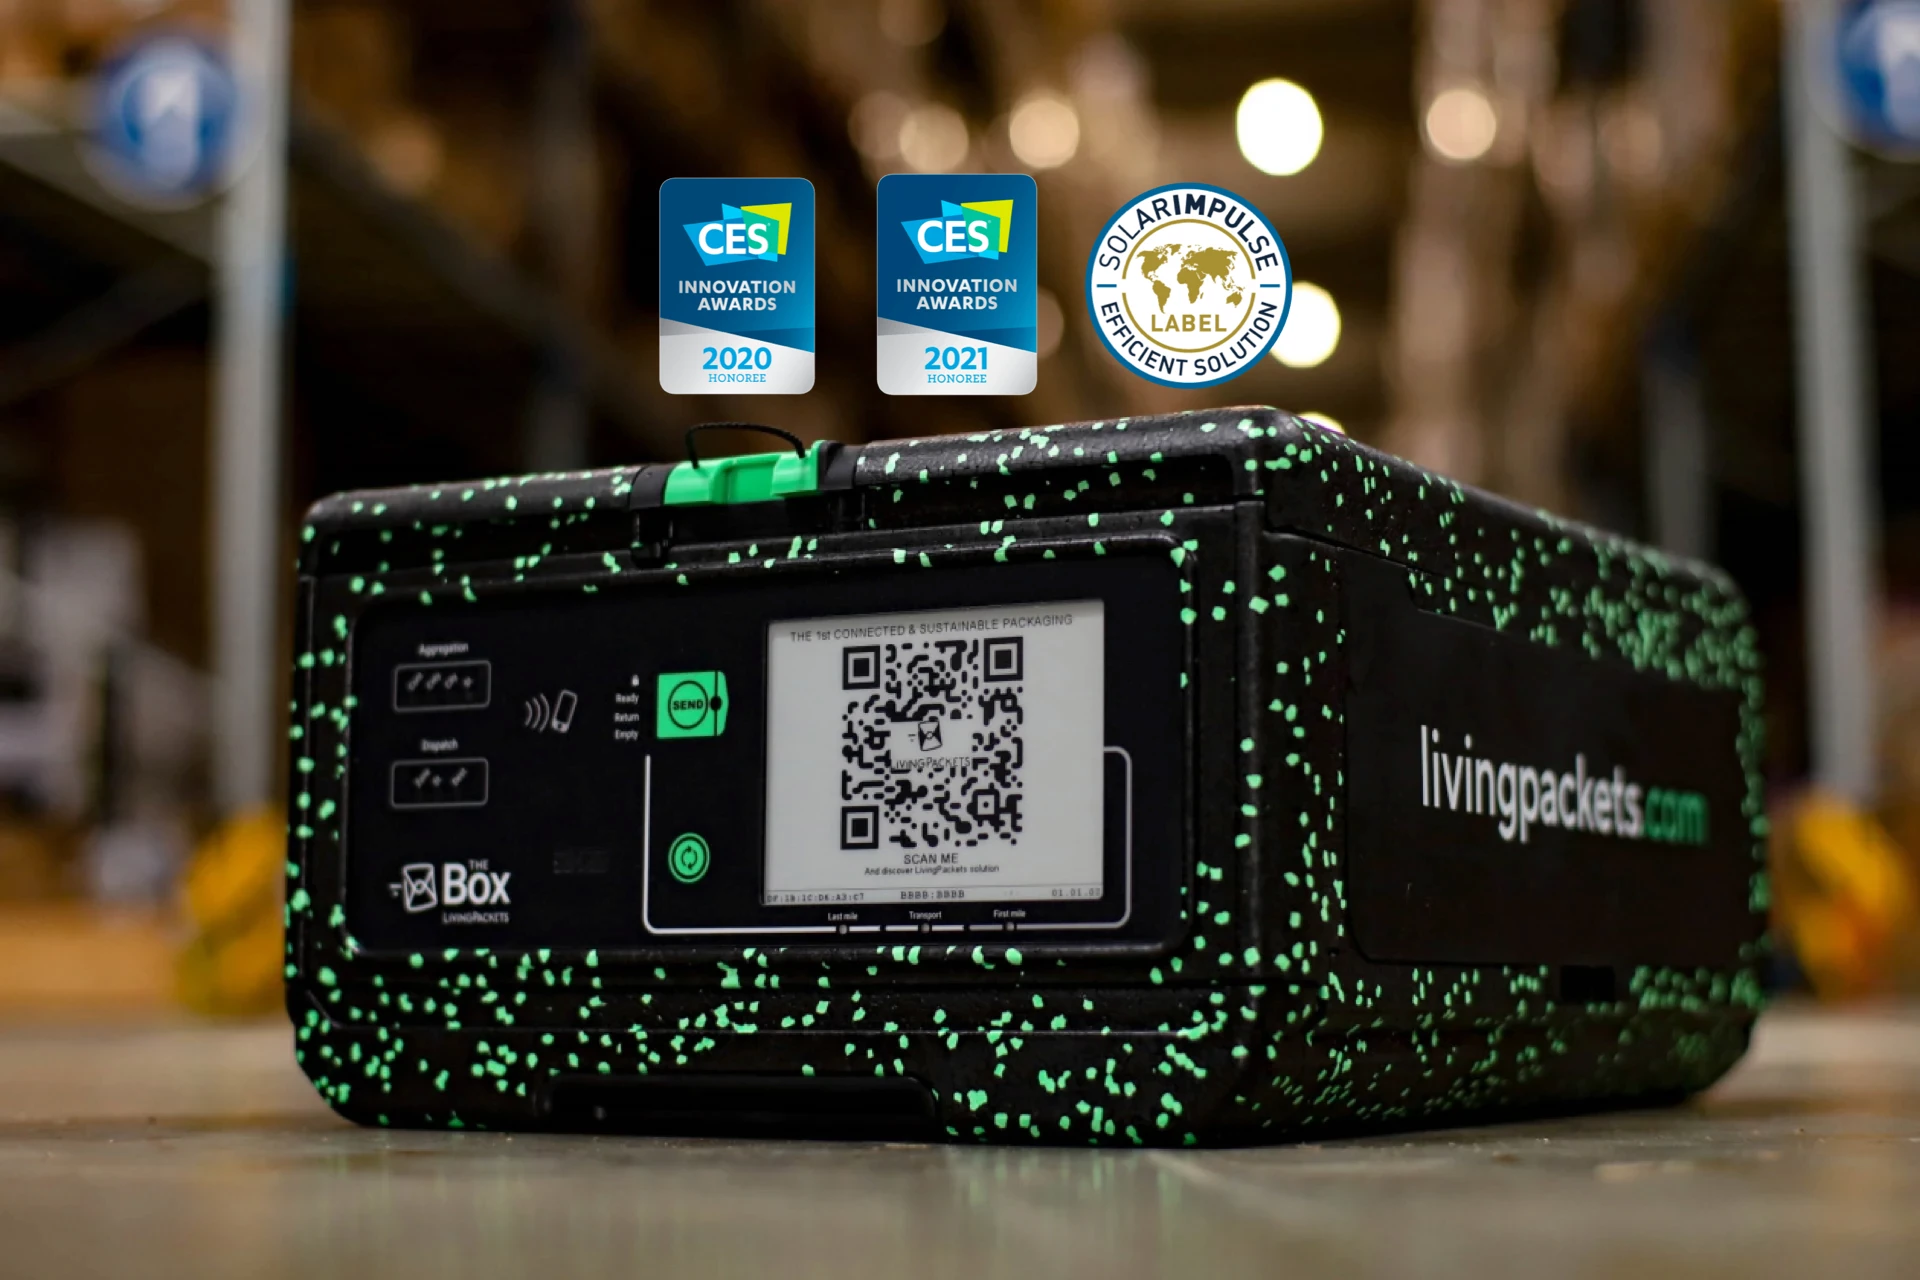 CES
INNOVATION
AWARDS
2020
HONOREE
CES
INNOVATION
AWARDS
2021
HONOREE
SOLARIMPULSE
EFFICIENT SOLUTION
LABEL
Aggregation
Dispatch
Ready
Return
Empty
SEND
THE 1st CONNECTED & SUSTAINABLE PACKAGING
LIVINGPACKETS
SCAN ME
And discover LivingPackets solution
BBBB:BBBB
Last mile
Transport
First mile
THE
Box
LIVINGPACKETS
livingpackets.com